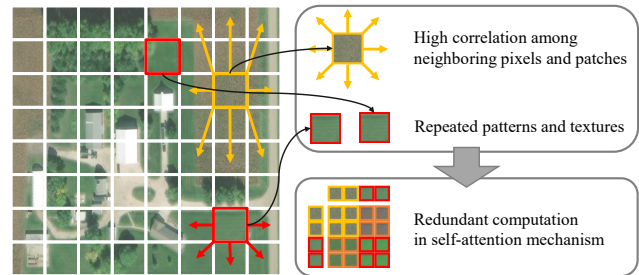 High correlation among
neighboring pixels and patches
Repeated patterns and textures
Redundant computation
in self-attention mechanism